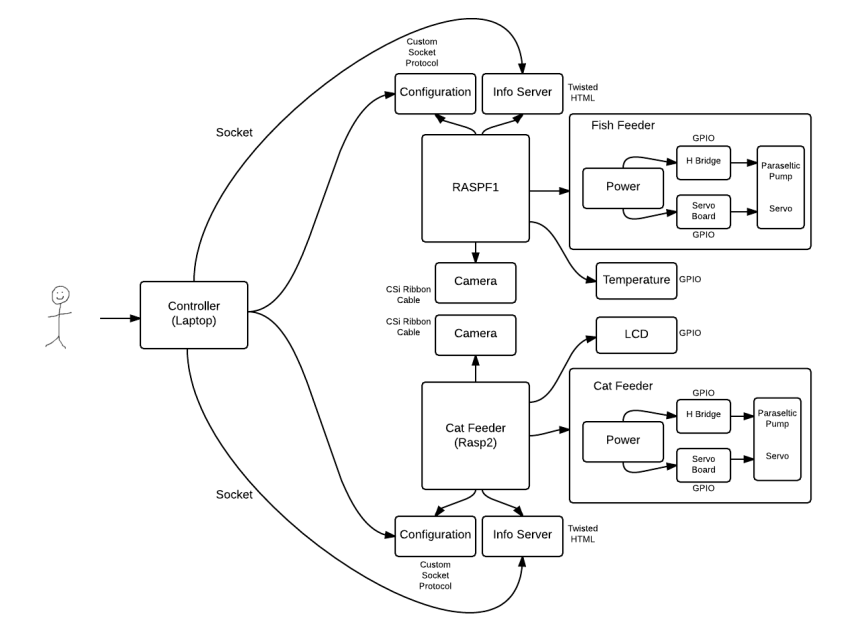 Custom
Socket
Protocol
Configuration
Info Server
Twisted
HTML
Socket
Fish Feeder
GPIO
H Bridge
Paraseltic
Pump
Power
Servo
Board
Servo
GPIO
RASPF1
CSi Ribbon
Cable
Camera
Temperature
GPIO
Controller
(Laptop)
CSi Ribbon
Cable
Camera
LCD
GPIO
Cat Feeder
(Rasp2)
Cat Feeder
GPIO
H Bridge
Paraseltic
Pump
Power
Servo
Board
Servo
GPIO
Socket
Configuration
Info Server
Twisted
HTML
Custom
Socket
Protocol